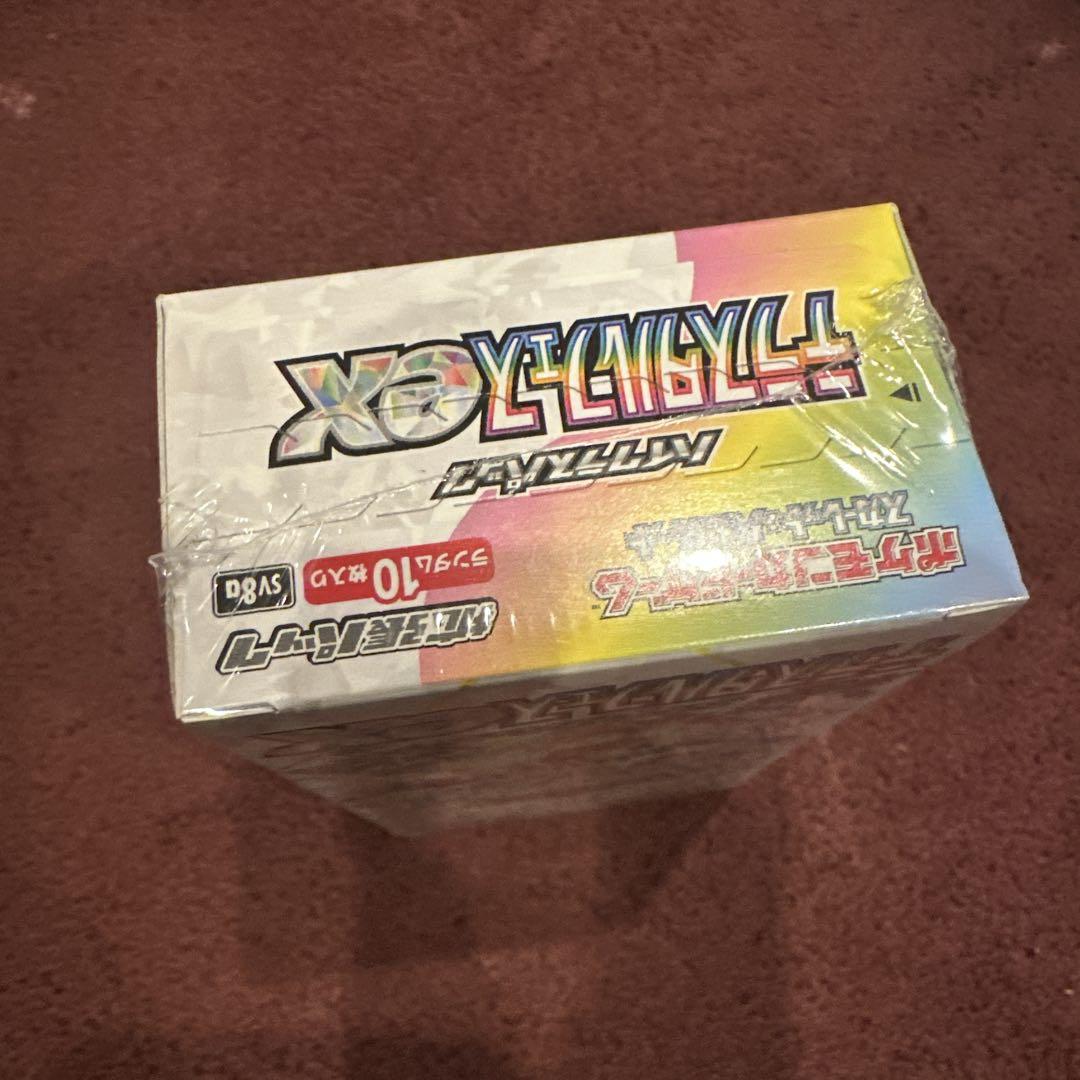 ポケモンカードゲーム
スカーレット&バイオレット
拡張パック
ランダム10枚入り
SV8a
ハイクラスパック
テラスタルフェスex